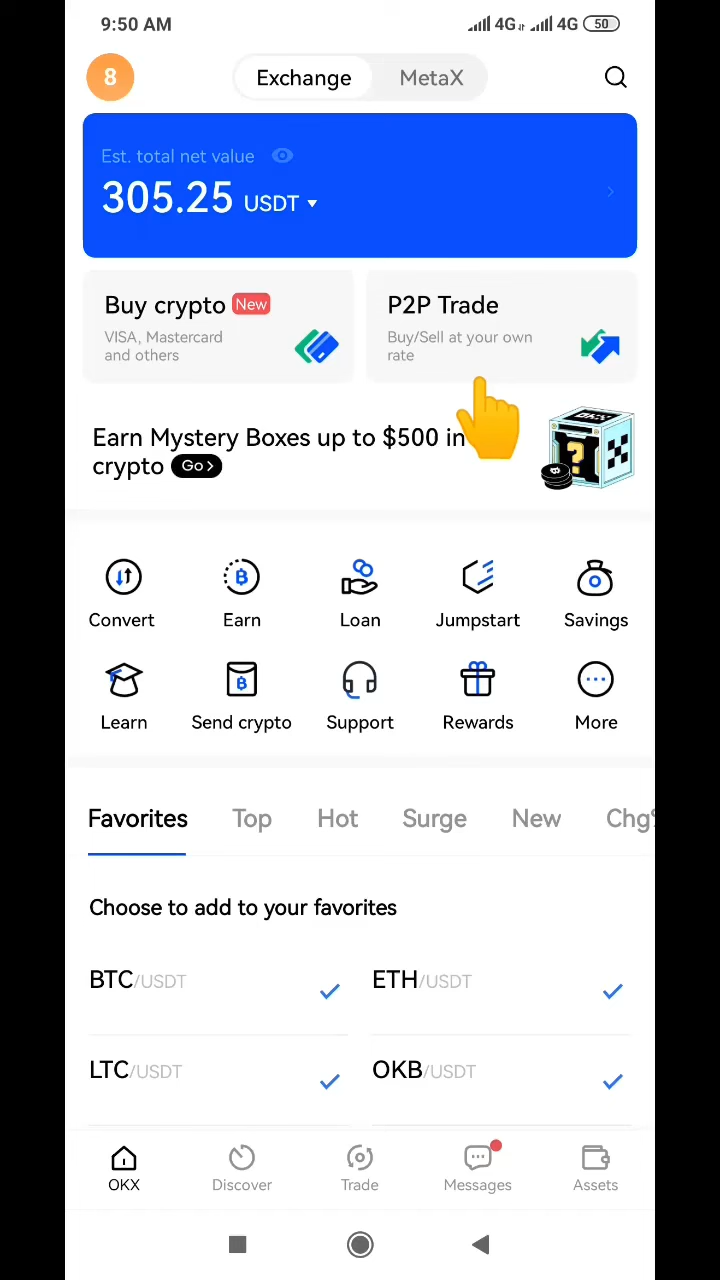 9:50 AM
4G 4G 50
8
Exchange MetaX
Est. total net value
305.25 USDT
Buy crypto New
VISA, Mastercard
and others
P2P Trade
Buy/Sell at your own
rate
Earn Mystery Boxes up to $500 in
crypto Go >
Convert Earn Loan Jumpstart Savings
Learn Send crypto Support Rewards More
Favorites Top Hot Surge New Chg%
Choose to add to your favorites
BTC/USDT ETH/USDT
LTC/USDT OKB/USDT
OKX Discover Trade Messages Assets